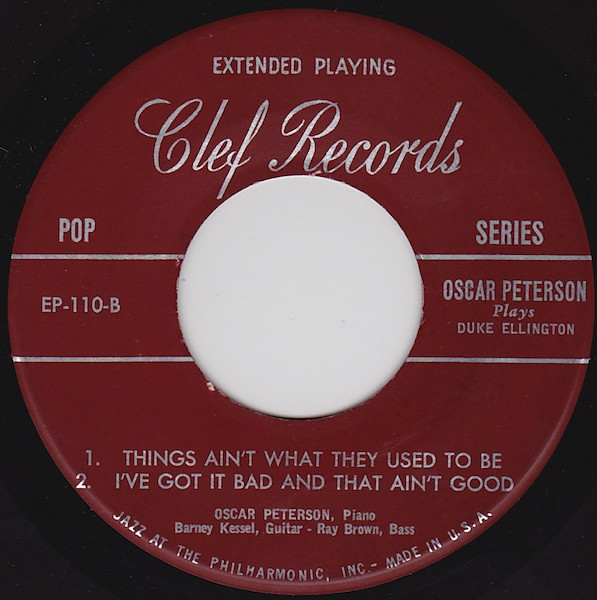 EXTENDED PLAYING
Clef Records
POP SERIES
EP-110-B
OSCAR PETERSON
Plays
DUKE ELLINGTON
1. THINGS AIN'T WHAT THEY USED TO BE
2. I'VE GOT IT BAD AND THAT AIN'T GOOD
OSCAR PETERSON, Piano
Barney Kessel, Guitar - Ray Brown, Bass
JAZZ AT THE PHILHARMONIC, INC. - MADE IN U.S.A.